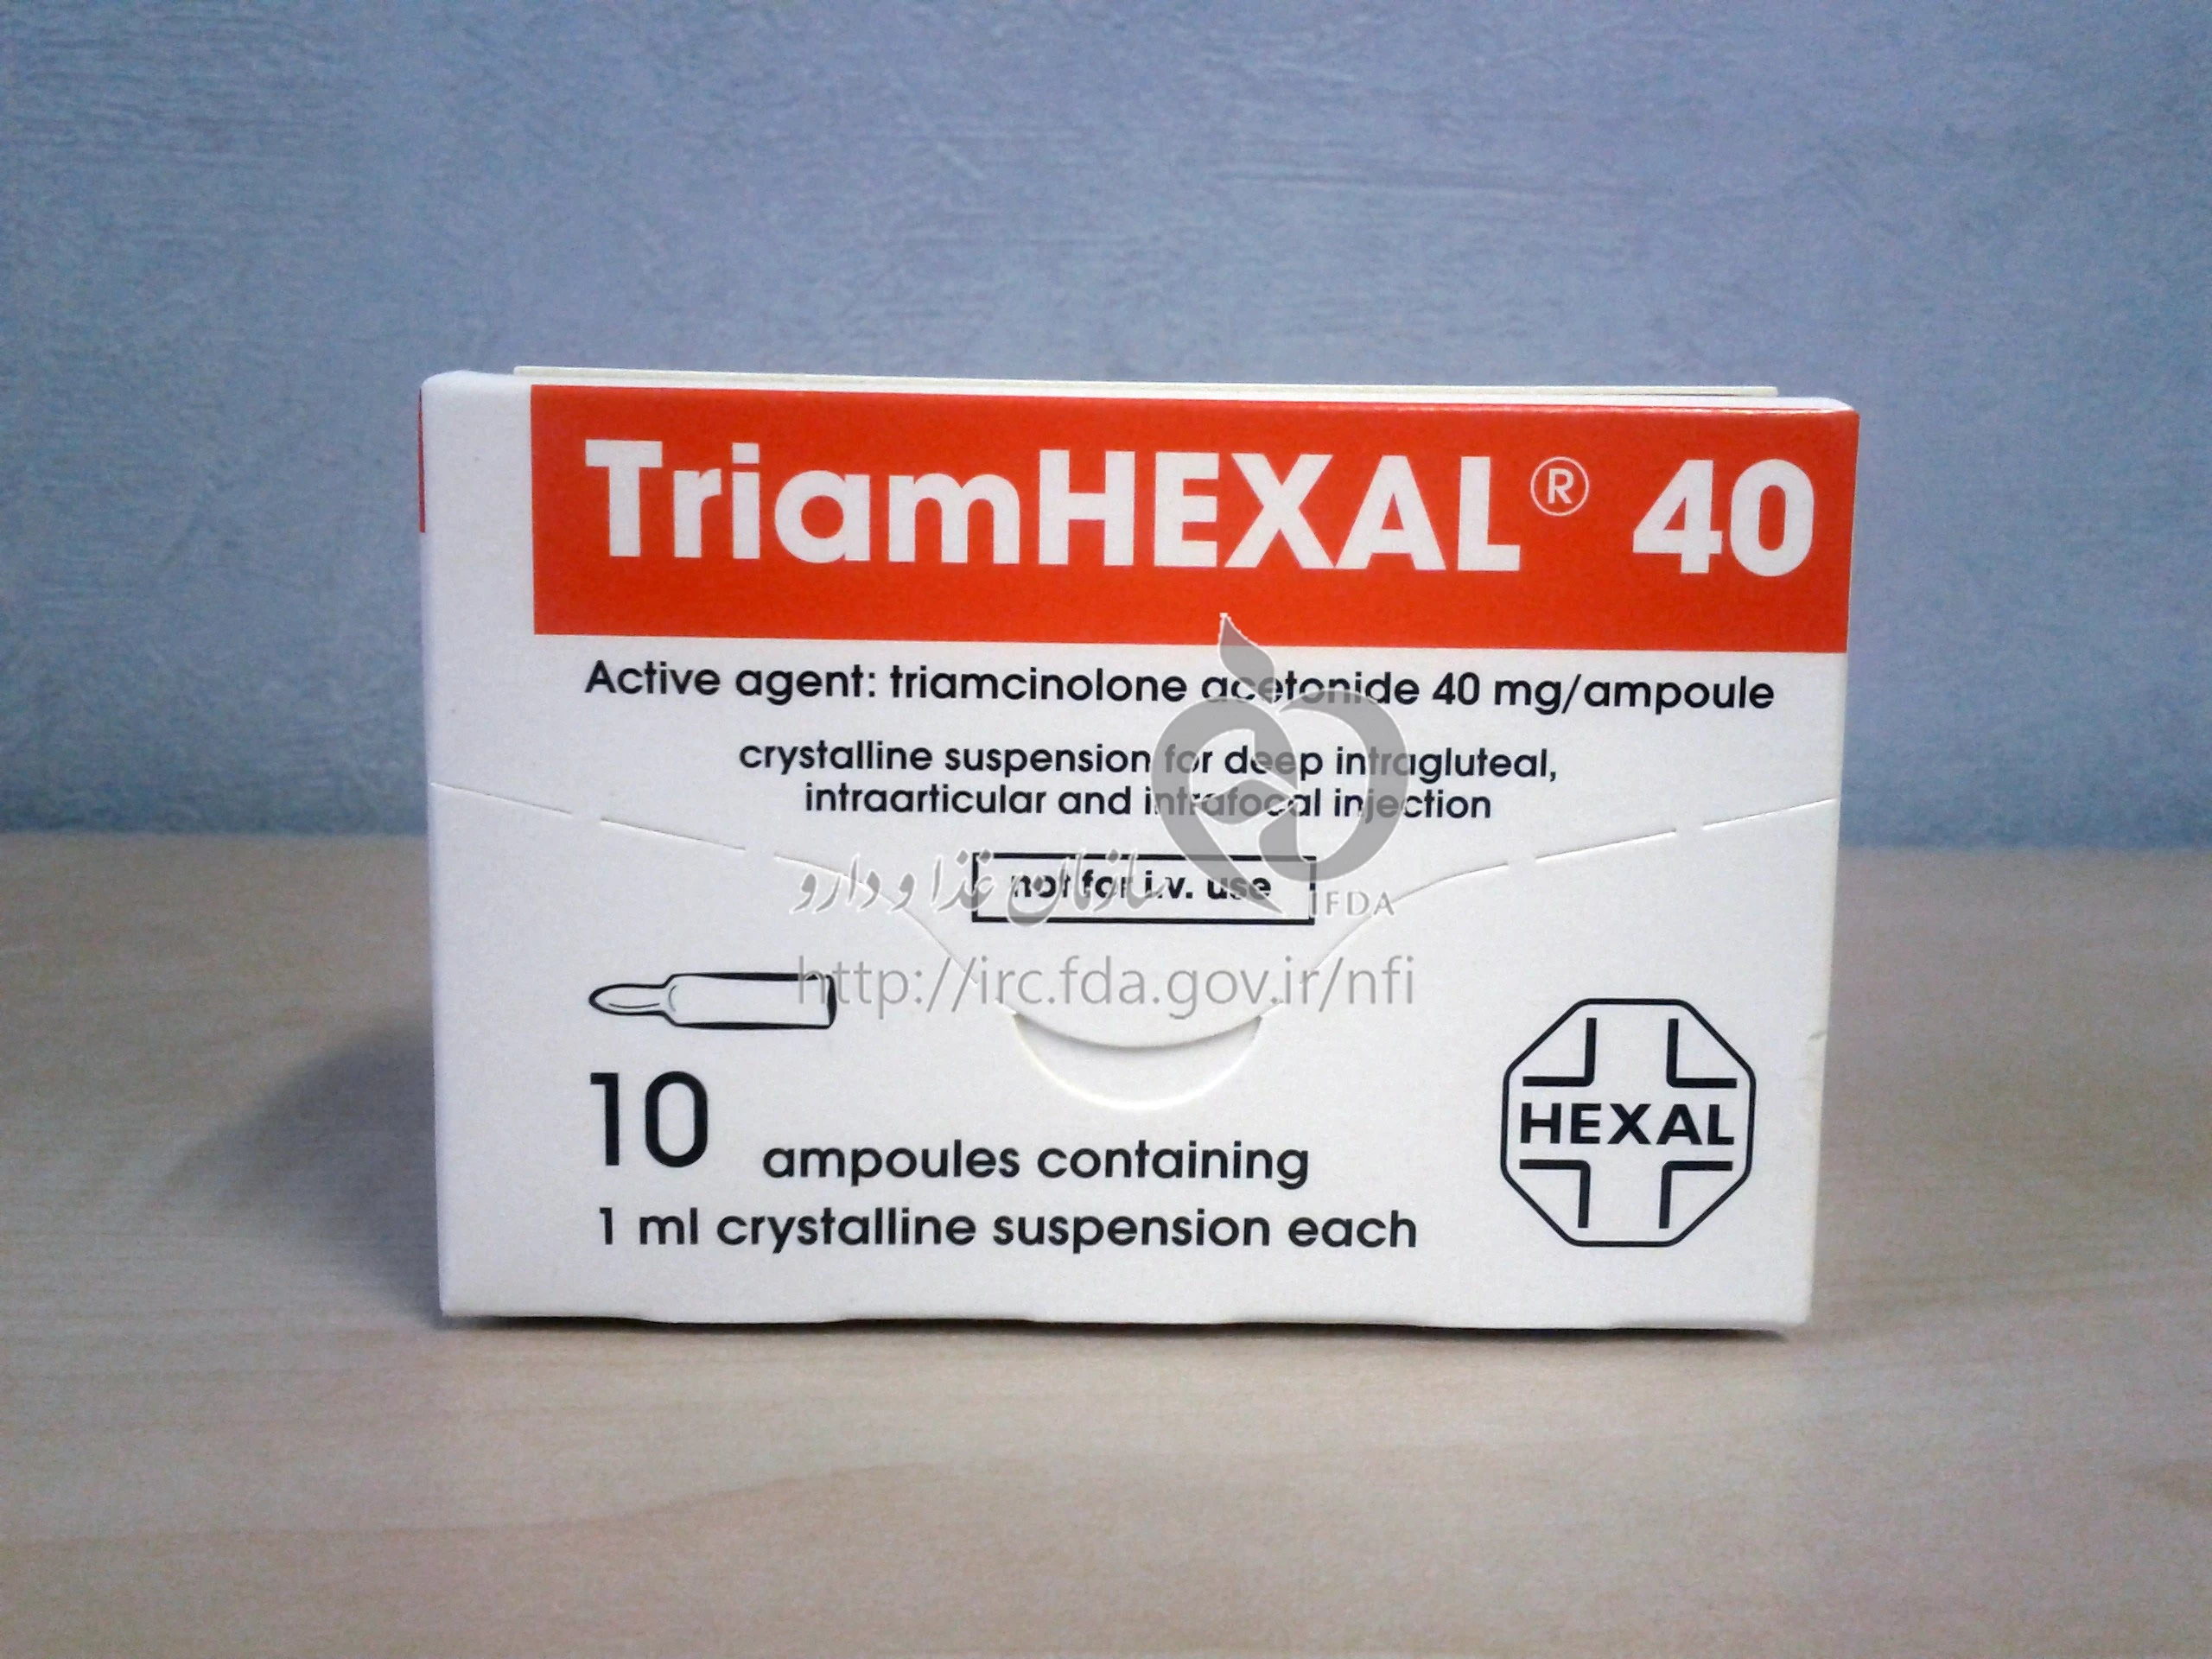 TriamHEXAL® 40
Active agent: triamcinolone acetonide 40 mg/ampoule
crystalline suspension for deep intragluteal,
intraarticular and intrafocal injection
not for i.v. use
سازمان غذا و دارو
IFDA
http://irc.fda.gov.ir/nfi
10 ampoules containing
1 ml crystalline suspension each
HEXAL